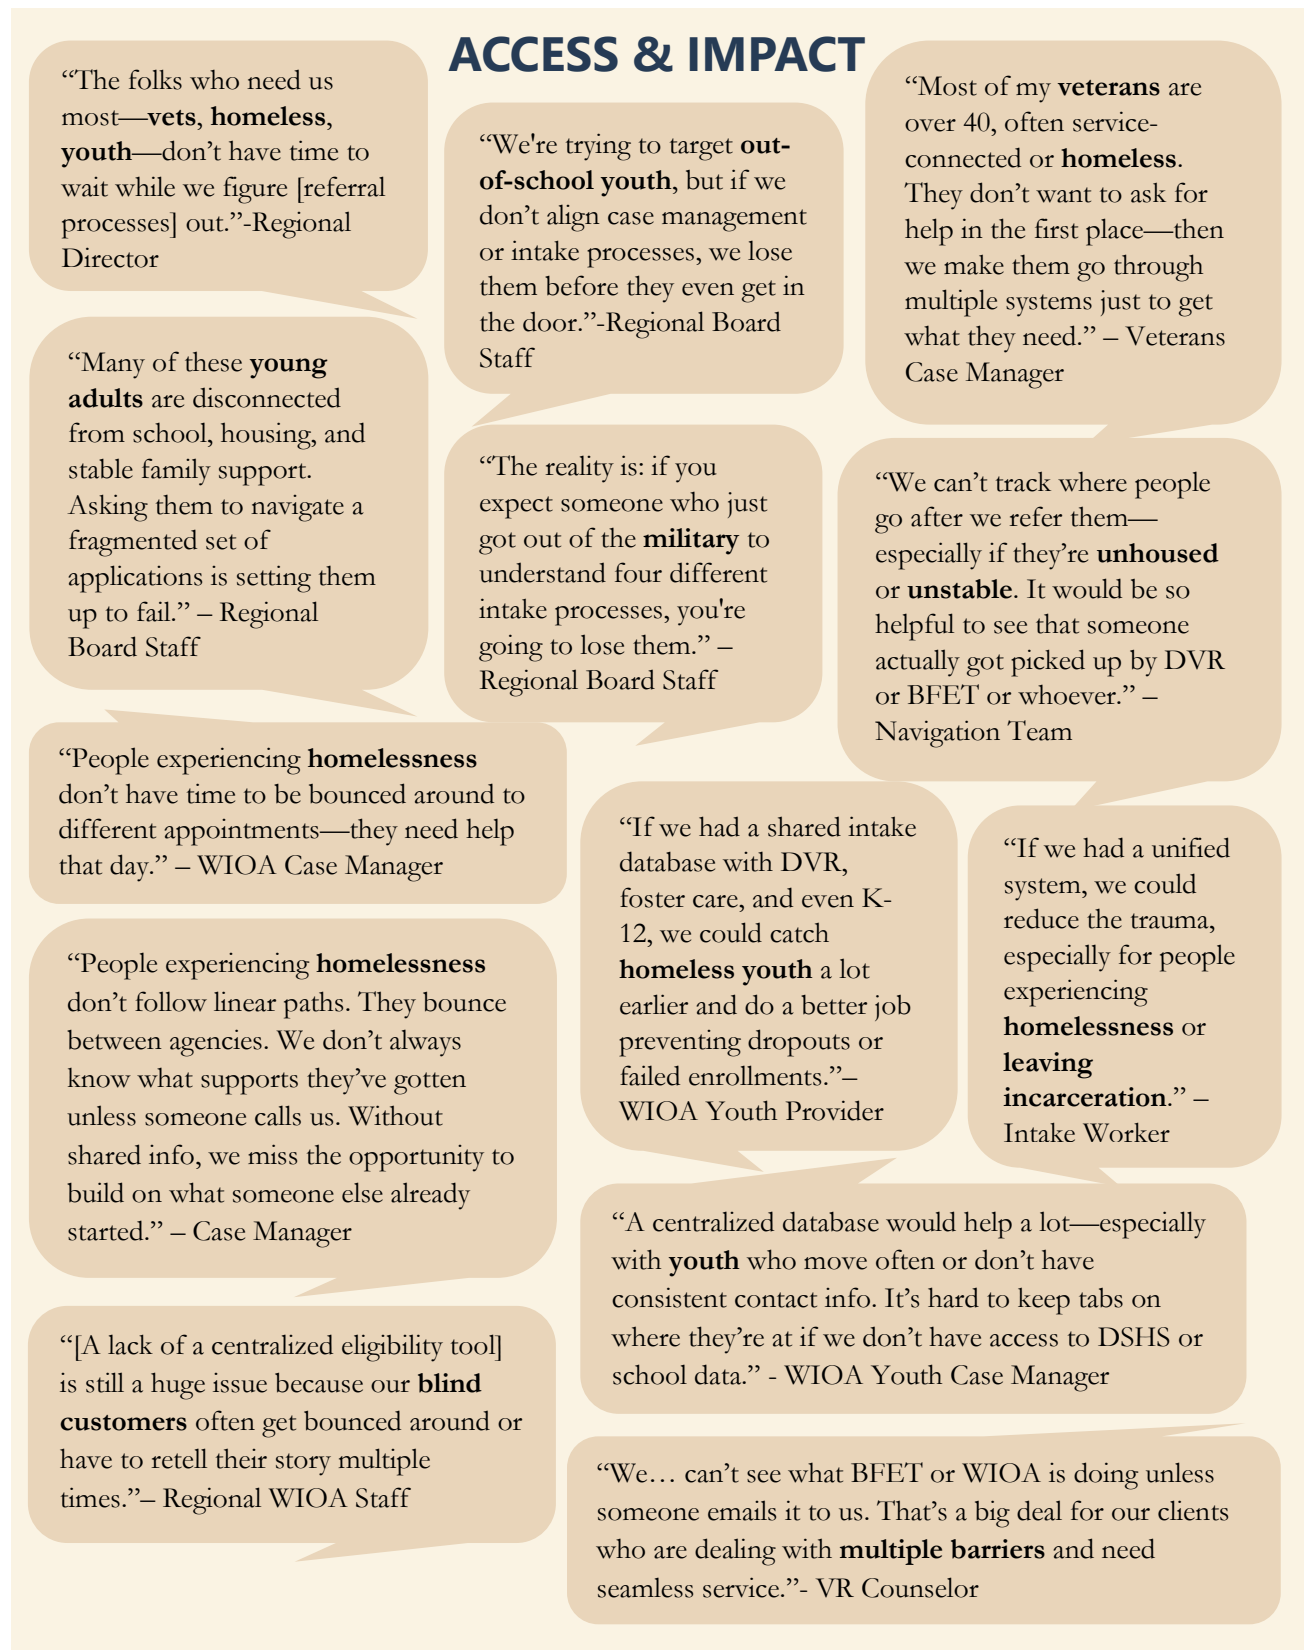 ACCESS & IMPACT
“The folks who need us
most—vets, homeless,
youth—don’t have time to
wait while we figure [referral
processes] out.”-Regional
Director
“We're trying to target out-
of-school youth, but if we
don’t align case management
or intake processes, we lose
them before they even get in
the door.”-Regional Board
Staff
“Most of my veterans are
over 40, often service-
connected or homeless.
They don’t want to ask for
help in the first place—then
we make them go through
multiple systems just to get
what they need.” – Veterans
Case Manager
“Many of these young
adults are disconnected
from school, housing, and
stable family support.
Asking them to navigate a
fragmented set of
applications is setting them
up to fail.” – Regional
Board Staff
“The reality is: if you
expect someone who just
got out of the military to
understand four different
intake processes, you're
going to lose them.” –
Regional Board Staff
“We can’t track where people
go after we refer them—
especially if they’re unhoused
or unstable. It would be so
helpful to see that someone
actually got picked up by DVR
or BFET or whoever.” –
Navigation Team
“People experiencing homelessness
don’t have time to be bounced around to
different appointments—they need help
that day.” – WIOA Case Manager
“If we had a shared intake
database with DVR,
foster care, and even K-
12, we could catch
homeless youth a lot
earlier and do a better job
preventing dropouts or
failed enrollments.”–
WIOA Youth Provider
“If we had a unified
system, we could
reduce the trauma,
especially for people
experiencing
homelessness or
leaving
incarceration.” –
Intake Worker
“People experiencing homelessness
don’t follow linear paths. They bounce
between agencies. We don’t always
know what supports they’ve gotten
unless someone calls us. Without
shared info, we miss the opportunity to
build on what someone else already
started.” – Case Manager
“A centralized database would help a lot—especially
with youth who move often or don’t have
consistent contact info. It’s hard to keep tabs on
where they’re at if we don’t have access to DSHS or
school data.” - WIOA Youth Case Manager
“[A lack of a centralized eligibility tool]
is still a huge issue because our blind
customers often get bounced around or
have to retell their story multiple
times.”– Regional WIOA Staff
“We… can’t see what BFET or WIOA is doing unless
someone emails it to us. That’s a big deal for our clients
who are dealing with multiple barriers and need
seamless service.”- VR Counselor